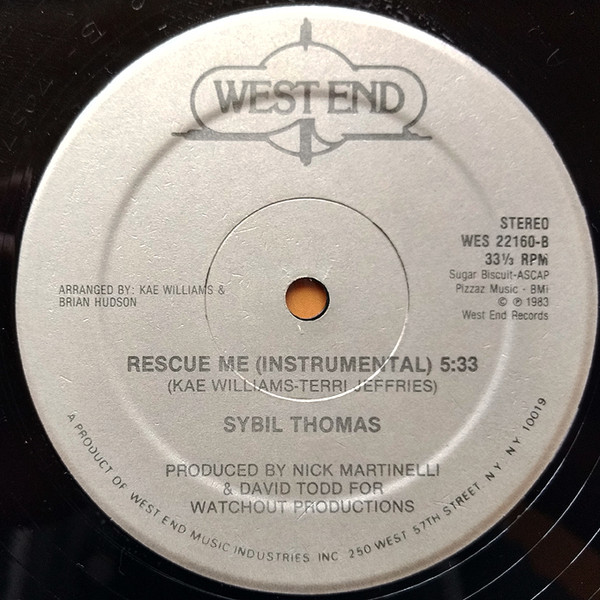 WEST END
STEREO
WES 22160-B
33⅓ RPM
Sugar Biscuit-ASCAP
Pizzaz Music - BMI
© ℗ 1983
West End Records
ARRANGED BY: KAE WILLIAMS &
BRIAN HUDSON
RESCUE ME (INSTRUMENTAL) 5:33
(KAE WILLIAMS-TERRI JEFFRIES)
SYBIL THOMAS
PRODUCED BY NICK MARTINELLI
& DAVID TODD FOR
WATCHOUT PRODUCTIONS
A PRODUCT OF WEST END MUSIC INDUSTRIES INC 250 WEST 57TH STREET N.Y. NY 10019